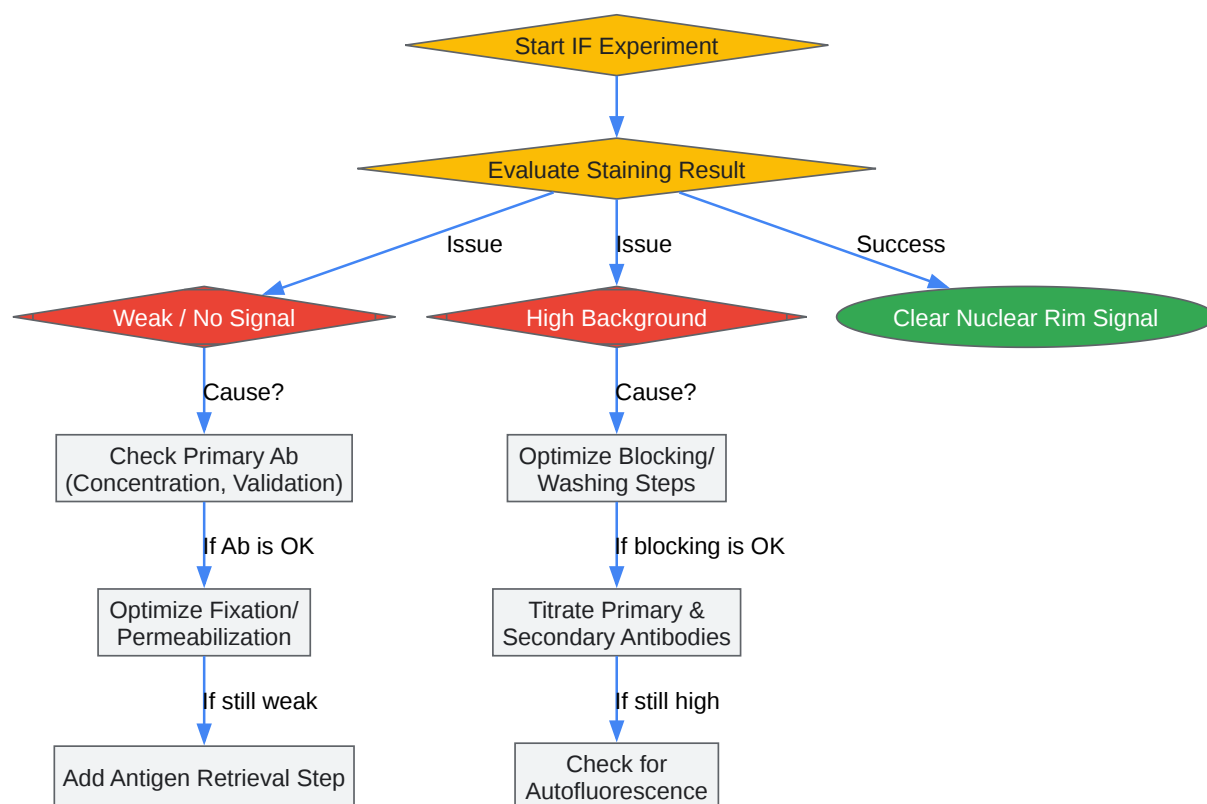 Start IF Experiment
Evaluate Staining Result
Issue
Issue
Success
Weak / No Signal
High Background
Clear Nuclear Rim Signal
Cause?
Cause?
Check Primary Ab
(Concentration, Validation)
Optimize Blocking/
Washing Steps
If Ab is OK
If blocking is OK
Optimize Fixation/
Permeabilization
Titrate Primary &
Secondary Antibodies
If still weak
If still high
Add Antigen Retrieval Step
Check for
Autofluorescence